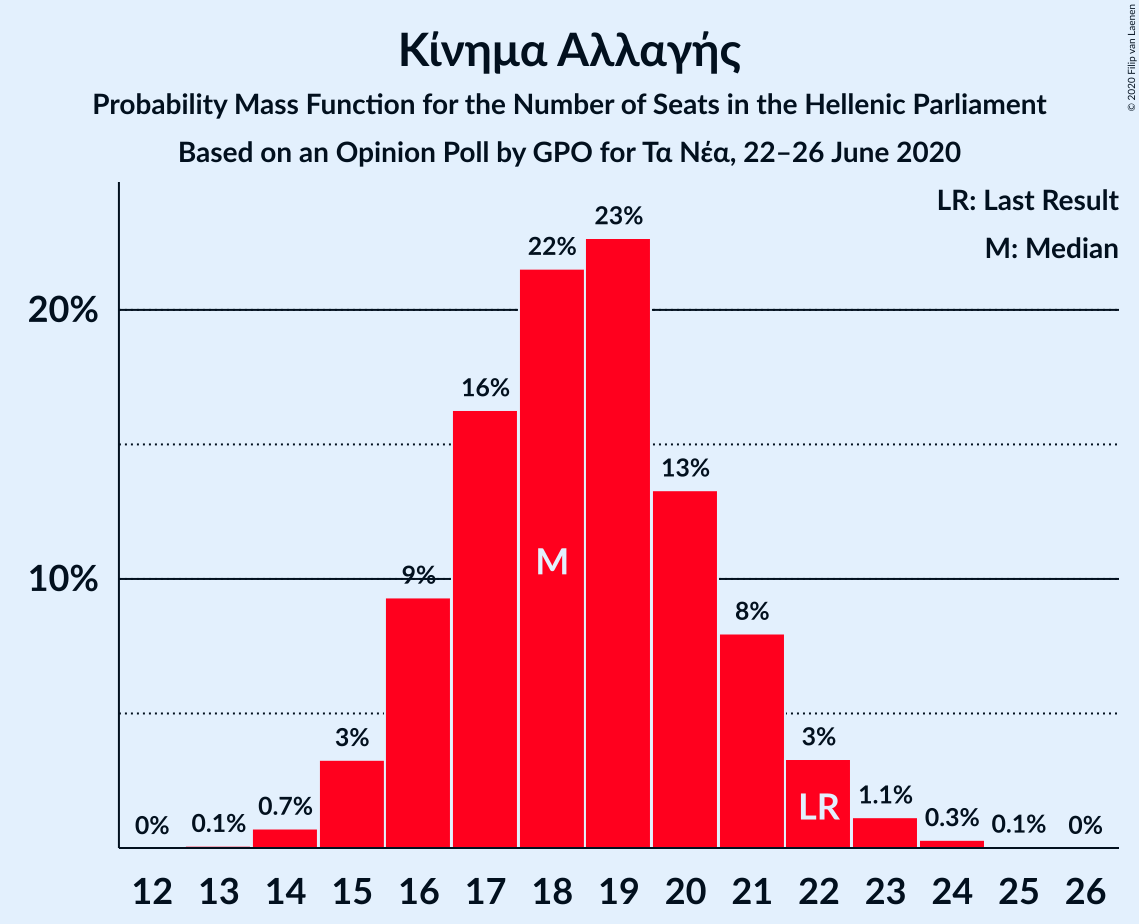 Κίνημα Αλλαγής
Probability Mass Function for the Number of Seats in the Hellenic Parliament
Based on an Opinion Poll by GPO for Τα Νέα, 22–26 June 2020
© 2020 Filip van Laenen
LR: Last Result
M: Median
23%
22%
20%
16%
13%
M
10%
9%
8%
3%
3%
LR
0%
0.1%
0.7%
1.1%
0.3%
0.1%
0%
12 13 14 15 16 17 18 19 20 21 22 23 24 25 26